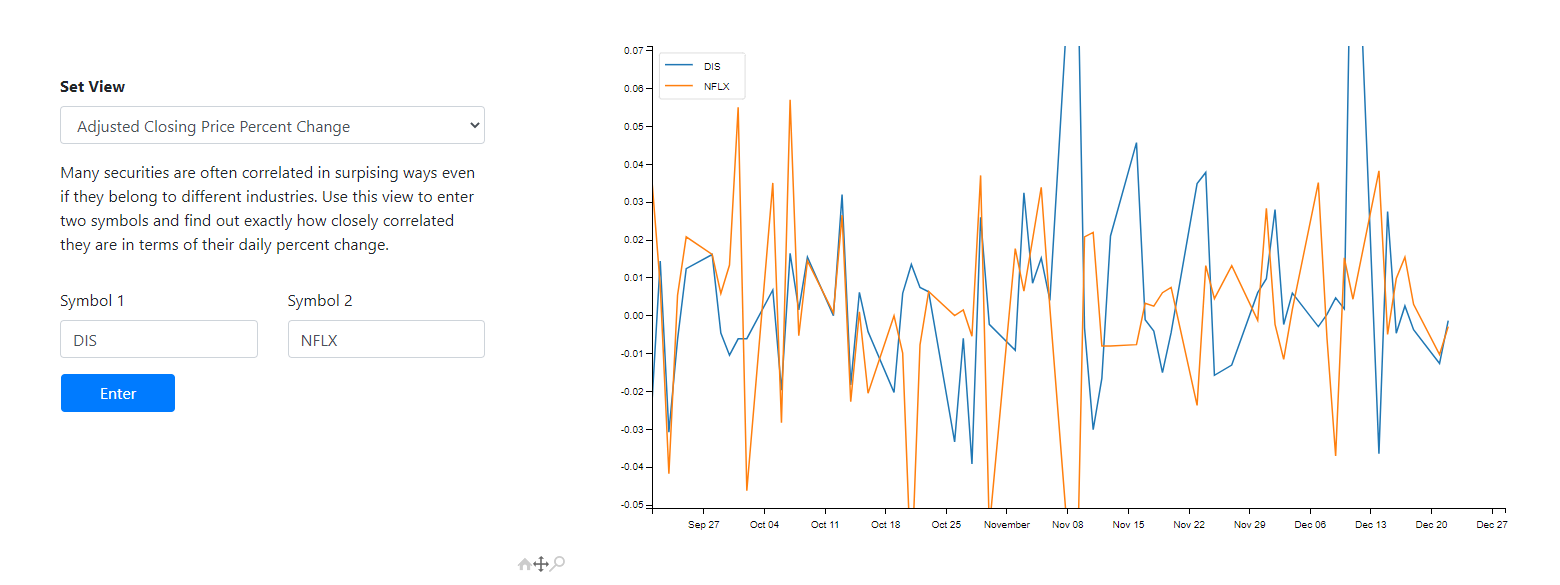 Set View
Adjusted Closing Price Percent Change
Many securities are often correlated in surpising ways even
if they belong to different industries. Use this view to enter
two symbols and find out exactly how closely correlated
they are in terms of their daily percent change.
Symbol 1 Symbol 2
DIS NFLX
Enter
DIS
NFLX
0.07
0.06
0.05
0.04
0.03
0.02
0.01
0.00
-0.01
-0.02
-0.03
-0.04
-0.05
Sep 27 Oct 04 Oct 11 Oct 18 Oct 25 November Nov 08 Nov 15 Nov 22 Nov 29 Dec 06 Dec 13 Dec 20 Dec 27